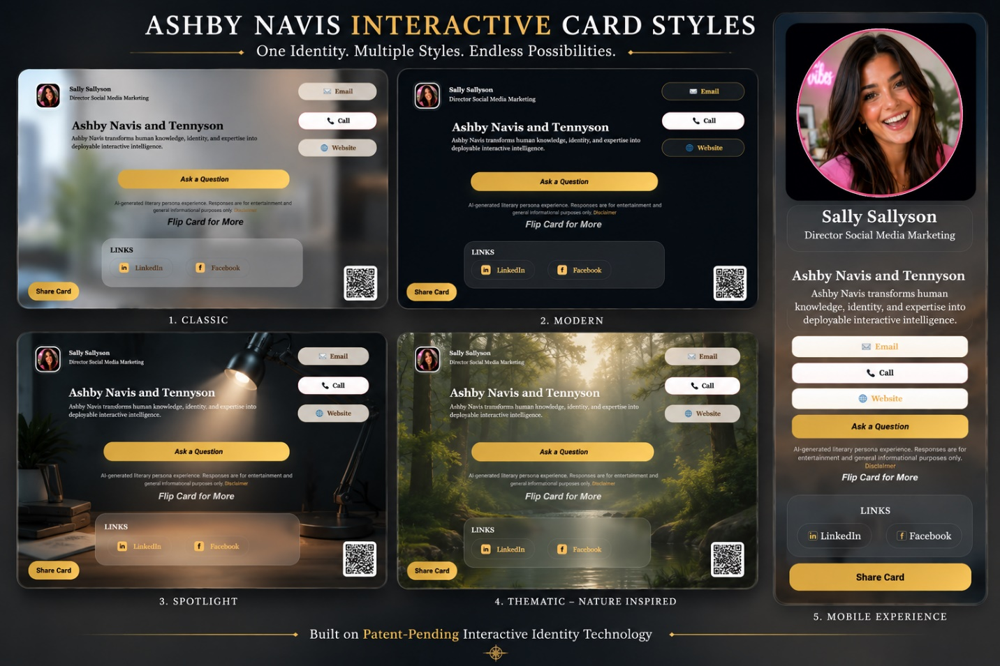 ASHBY NAVIS INTERACTIVE CARD STYLES
One Identity. Multiple Styles. Endless Possibilities.
Sally Sallyson
Director Social Media Marketing
Email
Call
Website
Ashby Navis and Tennyson
Ashby Navis transforms human knowledge, identity, and expertise into
deployable interactive intelligence.
Ask a Question
AI-generated literary persona experience. Responses are for entertainment and
general informational purposes only. Disclaimer
Flip Card for More
LINKS
LinkedIn
Facebook
Share Card
1. CLASSIC
Sally Sallyson
Director Social Media Marketing
Email
Call
Website
Ashby Navis and Tennyson
Ashby Navis transforms human knowledge, identity, and expertise into
deployable interactive intelligence.
Ask a Question
AI-generated literary persona experience. Responses are for entertainment and
general informational purposes only. Disclaimer
Flip Card for More
LINKS
LinkedIn
Facebook
Share Card
2. MODERN
Sally Sallyson
Director Social Media Marketing
Email
Call
Website
Ashby Navis and Tennyson
Ashby Navis transforms human knowledge, identity, and expertise into
deployable interactive intelligence.
Ask a Question
AI-generated literary persona experience. Responses are for entertainment and
general informational purposes only. Disclaimer
Flip Card for More
LINKS
LinkedIn
Facebook
Share Card
3. SPOTLIGHT
Sally Sallyson
Director Social Media Marketing
Email
Call
Website
Ashby Navis and Tennyson
Ashby Navis transforms human knowledge, identity, and expertise into
deployable interactive intelligence.
Ask a Question
AI-generated literary persona experience. Responses are for entertainment and
general informational purposes only. Disclaimer
Flip Card for More
LINKS
LinkedIn
Facebook
Share Card
4. THEMATIC – NATURE INSPIRED
vibes
Sally Sallyson
Director Social Media Marketing
Ashby Navis and Tennyson
Ashby Navis transforms human
knowledge, identity, and expertise into
deployable interactive intelligence.
Email
Call
Website
Ask a Question
AI-generated literary persona experience. Responses are for
entertainment and general informational purposes only.
Disclaimer
Flip Card for More
LINKS
LinkedIn
Facebook
Share Card
5. MOBILE EXPERIENCE
Built on Patent-Pending Interactive Identity Technology